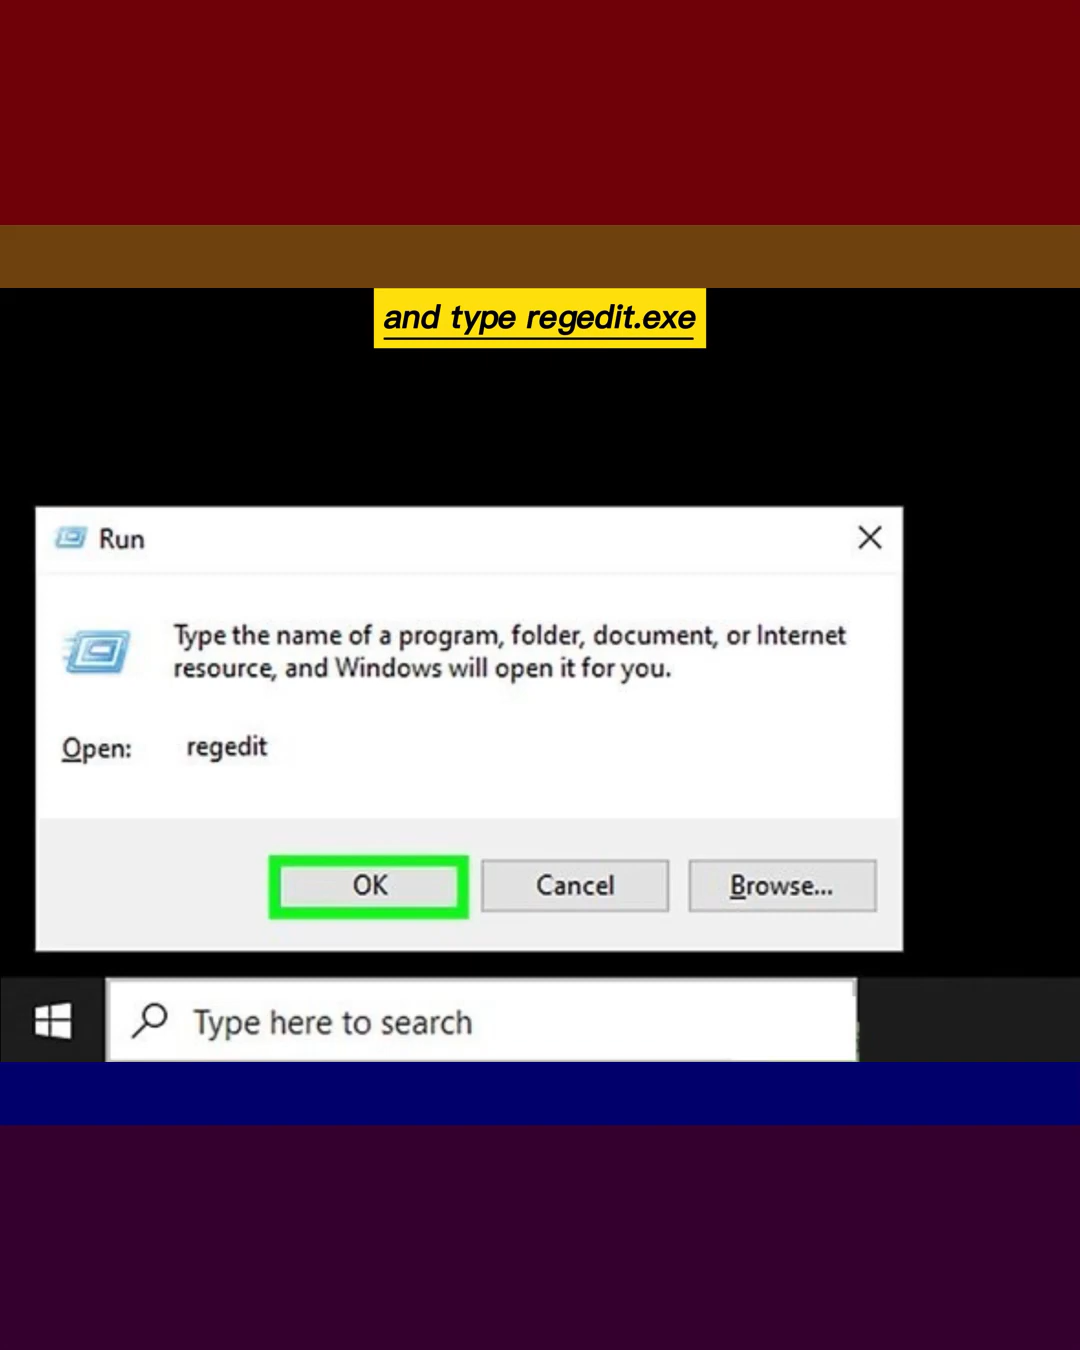 and type regedit.exe
Run
Type the name of a program, folder, document, or Internet
resource, and Windows will open it for you.
Open: regedit
OK Cancel Browse...
Type here to search